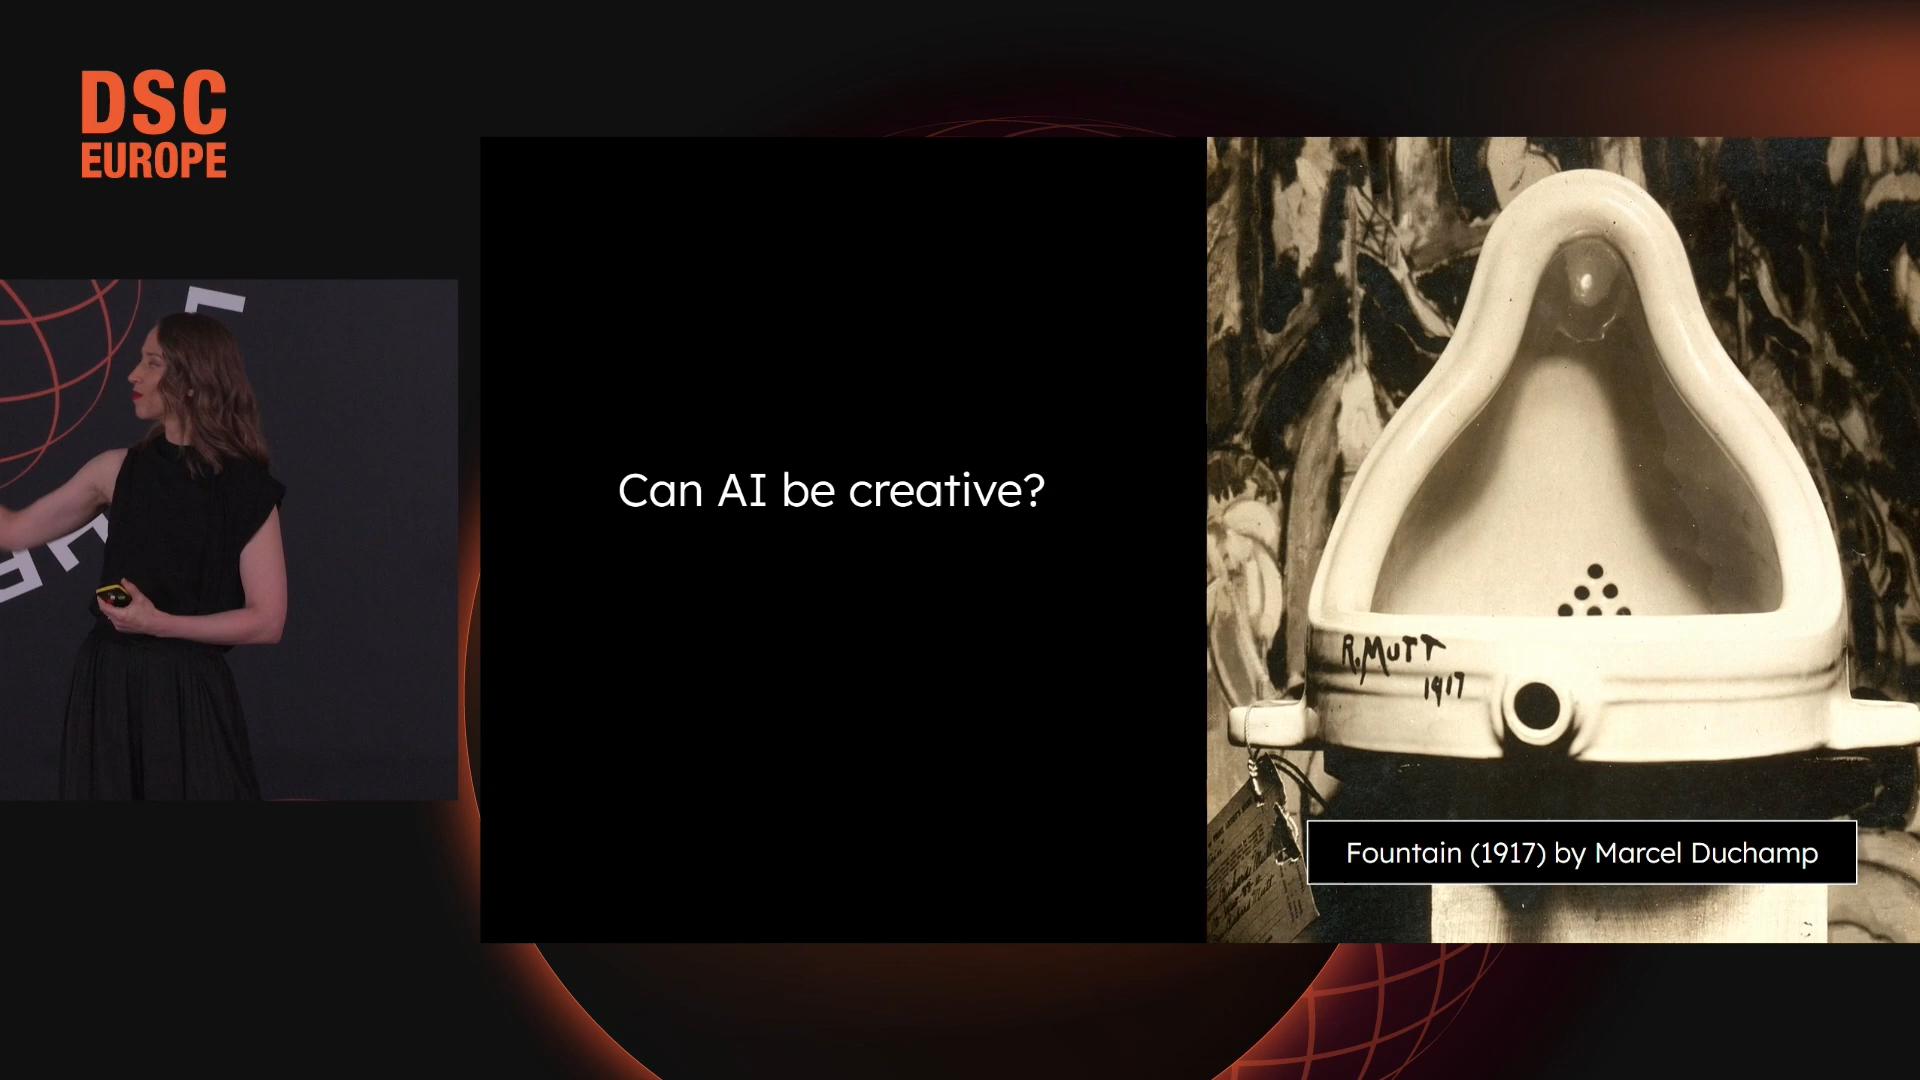 DSC
EUROPE
Can AI be creative?
R.MUTT
1917
Fountain (1917) by Marcel Duchamp